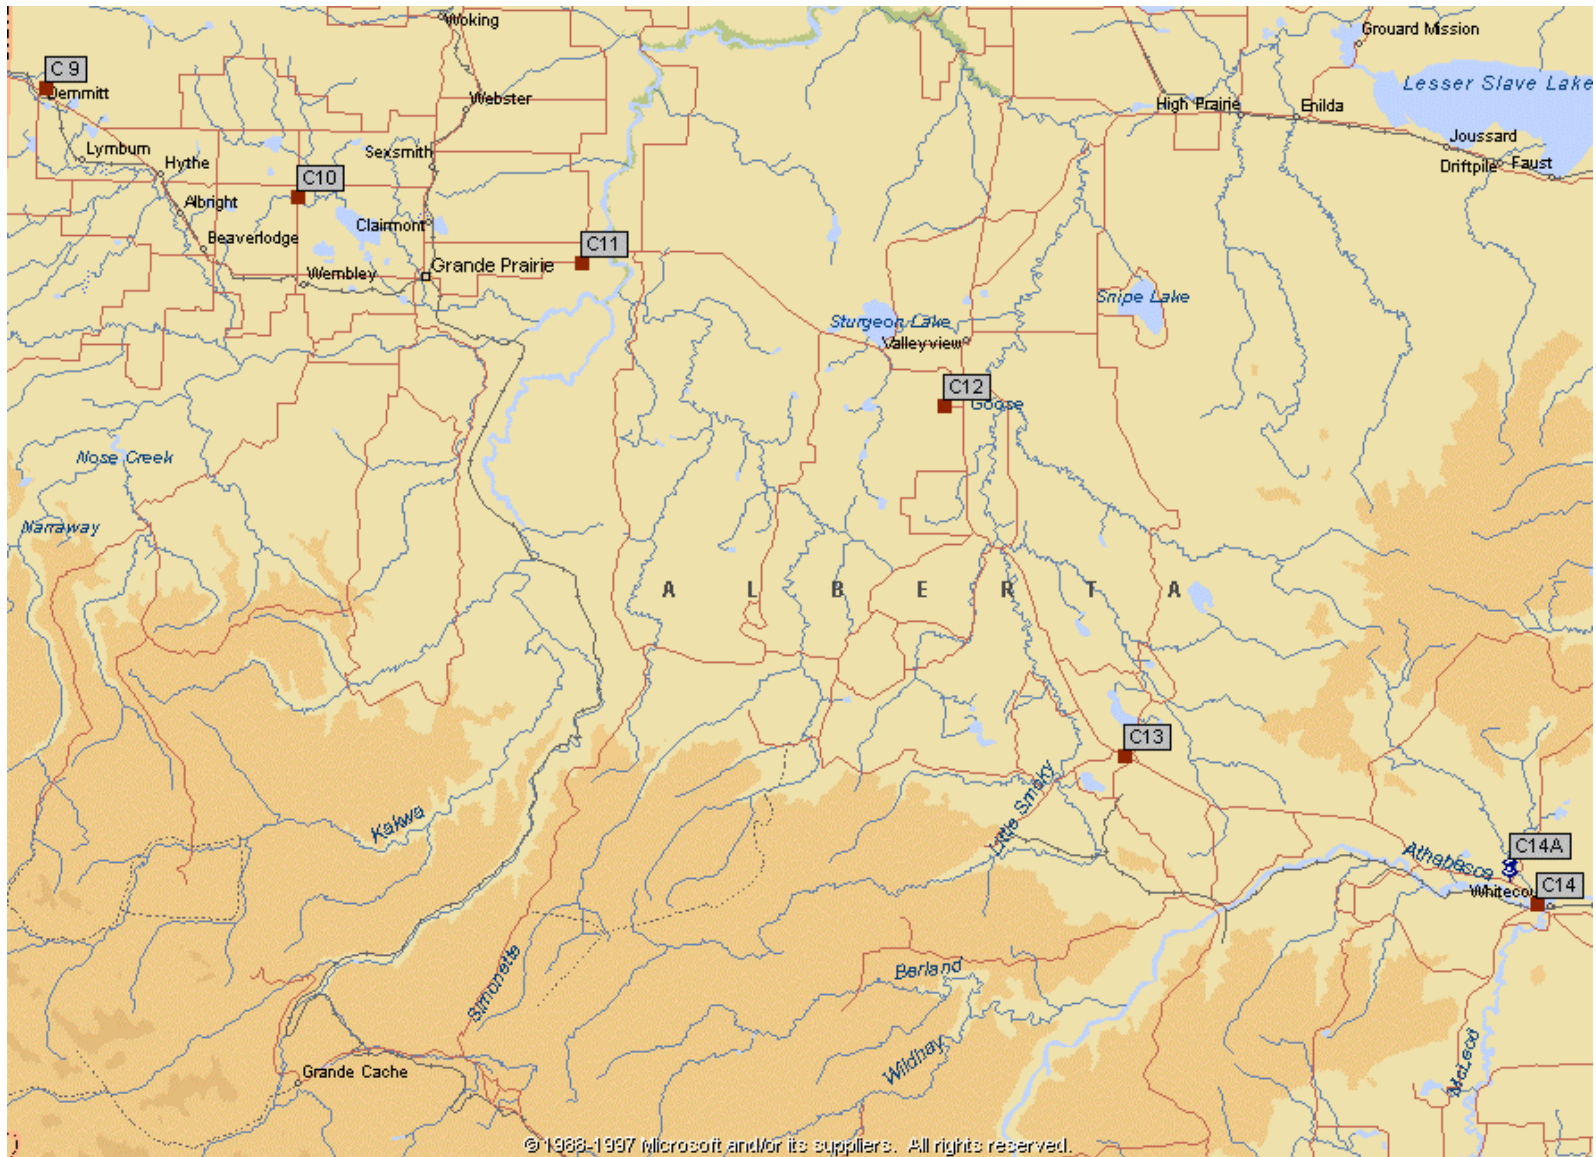 Woking
Grouard Mission
C 9
Demmitt
Lesser Slave Lake
Webster
High Prairie
Enilda
Joussard
Lymburn
Hythe
Sexsmith
Driftpile
Faust
C10
Albright
Clairmont
Beaverlodge
C11
Wembley
Grande Prairie
Snipe Lake
Sturgeon Lake
Valleyview
C12
Goose
Nose Creek
Narraway
A L B E R T A
C13
Little Smoky
Kakwa
C14A
Athabasca
Whitecou
C14
Simonette
Berland
Wildhay
McLeod
Grande Cache
© 1988-1997 Microsoft and/or its suppliers. All rights reserved.